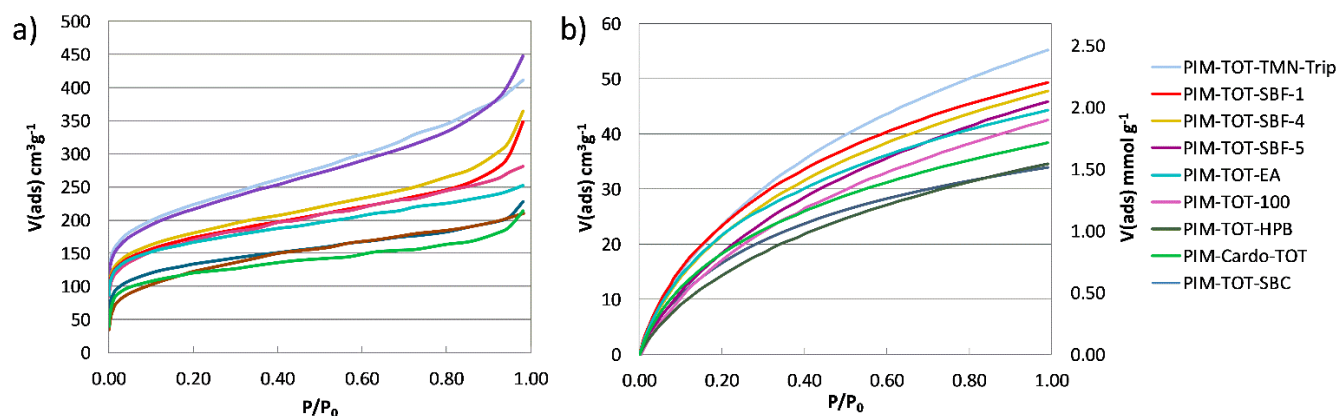 a)
V(ads) cm³g⁻¹
500
450
400
350
300
250
200
150
100
50
0
0.00 0.20 0.40 0.60 0.80 1.00
P/P₀
b)
V(ads) cm³g⁻¹
60
50
40
30
20
10
0
0.00 0.20 0.40 0.60 0.80 1.00
P/P₀
2.50
2.00
1.50
1.00
0.50
0.00
V(ads) mmol g⁻¹
PIM-TOT-TMN-Trip
PIM-TOT-SBF-1
PIM-TOT-SBF-4
PIM-TOT-SBF-5
PIM-TOT-EA
PIM-TOT-100
PIM-TOT-HPB
PIM-Cardo-TOT
PIM-TOT-SBC